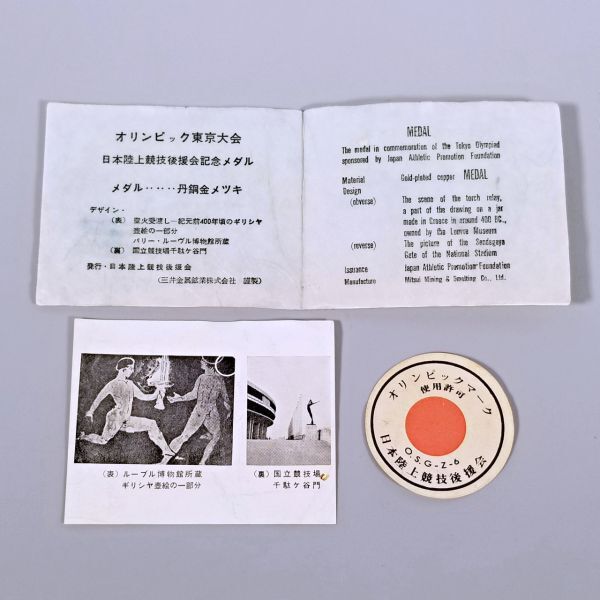 オリンピック東京大会
日本陸上競技後援会記念メダル
メダル・・・・・丹銅金メツキ
デザイン・
（表） 聖火受渡し一紀元前400年頃のギリシヤ
壺絵の一部分
パリー・ルーヴル博物館所蔵
（裏） 国立競技場千駄ケ谷門
発行・日本陸上競技後援会
（三井金属鉱業株式会社 謹製）
MEDAL
The medal in commemoration of the Tokyo Olympiad
sponsored by Japan Athletic Promotion Foundation
Material Gold-plated copper MEDAL
Design
(obverse) The scene of the torch relay,
a part of the drawing on a jar
made in Greece in around 400 BC.,
owned by the Louvre Museum
(reverse) The picture of the Sendagaya
Gate of the National Stadium
Issuance Japan Athletic Promotion Foundation
Manufacture Mitsui Mining & Smelting Co., Ltd.
（表）ルーブル博物館所蔵
ギリシヤ壺絵の一部分
（裏）国立競技場
千駄ケ谷門
オリンピックマーク
使用許可
O.S.G-Z-6
日本陸上競技後援会